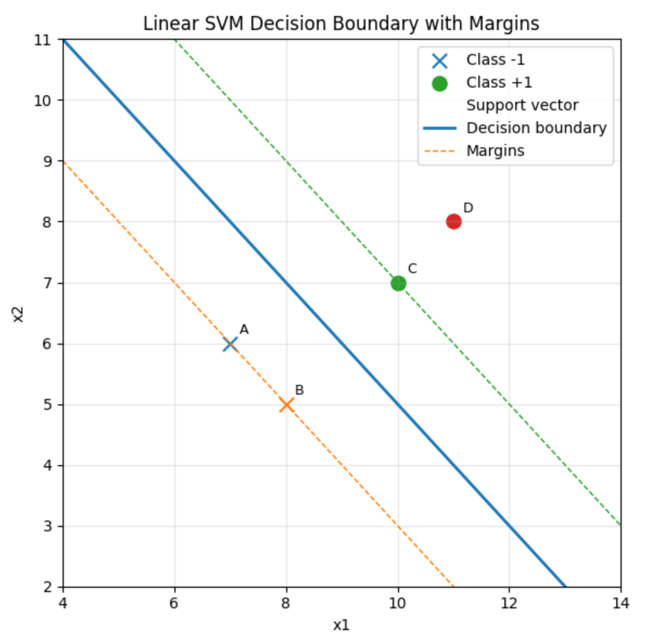 Linear SVM Decision Boundary with Margins
11
10
9
8
7
6
5
4
3
2
x2
Class -1
Class +1
Support vector
Decision boundary
Margins
D
C
A
B
4 6 8 10 12 14
x1